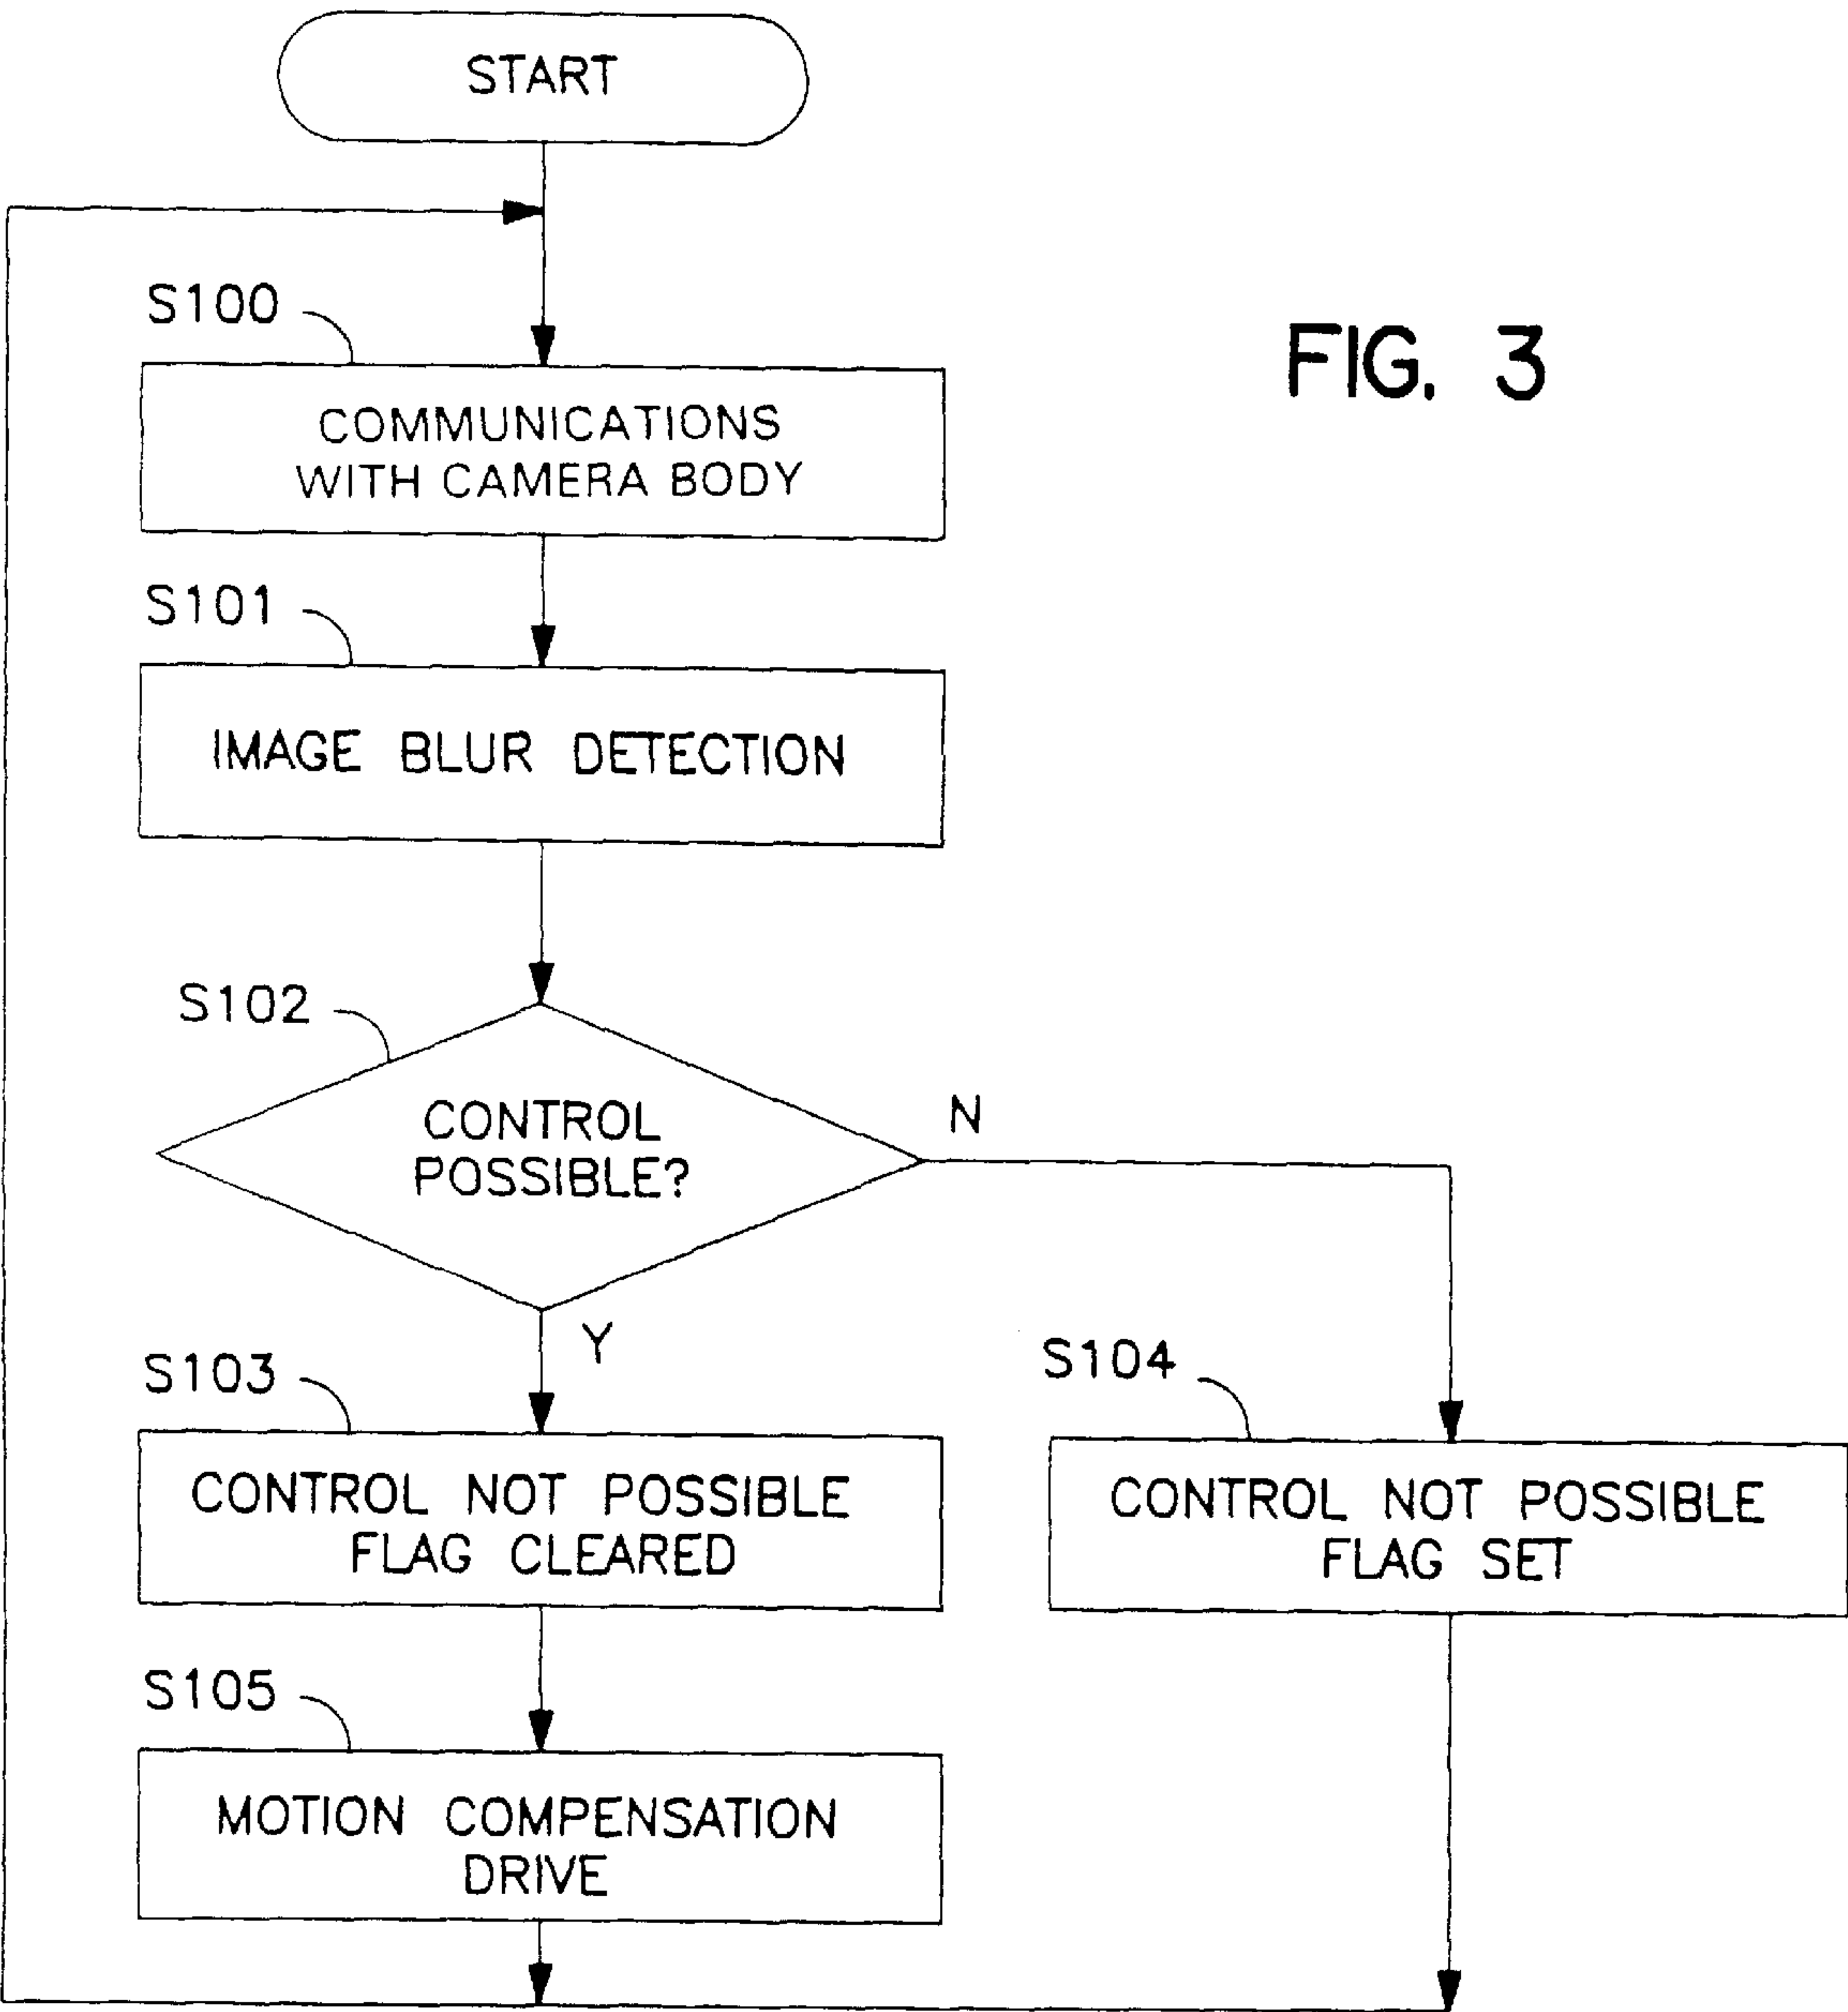 START
S100
FIG. 3
COMMUNICATIONS
WITH CAMERA BODY
S101
IMAGE BLUR DETECTION
S102
CONTROL
POSSIBLE?
N
Y
S103
S104
CONTROL NOT POSSIBLE
FLAG CLEARED
CONTROL NOT POSSIBLE
FLAG SET
S105
MOTION COMPENSATION
DRIVE